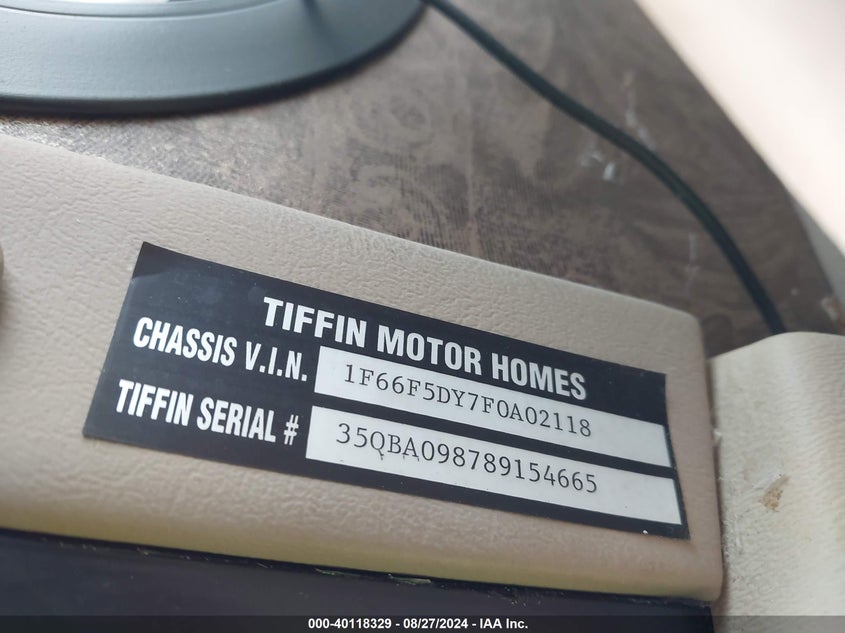 TIFFIN MOTOR HOMES
CHASSIS V.I.N. 1F66F5DY7F0A02118
TIFFIN SERIAL # 35QBA098789154665
000-40118329 - 08/27/2024 - IAA Inc.